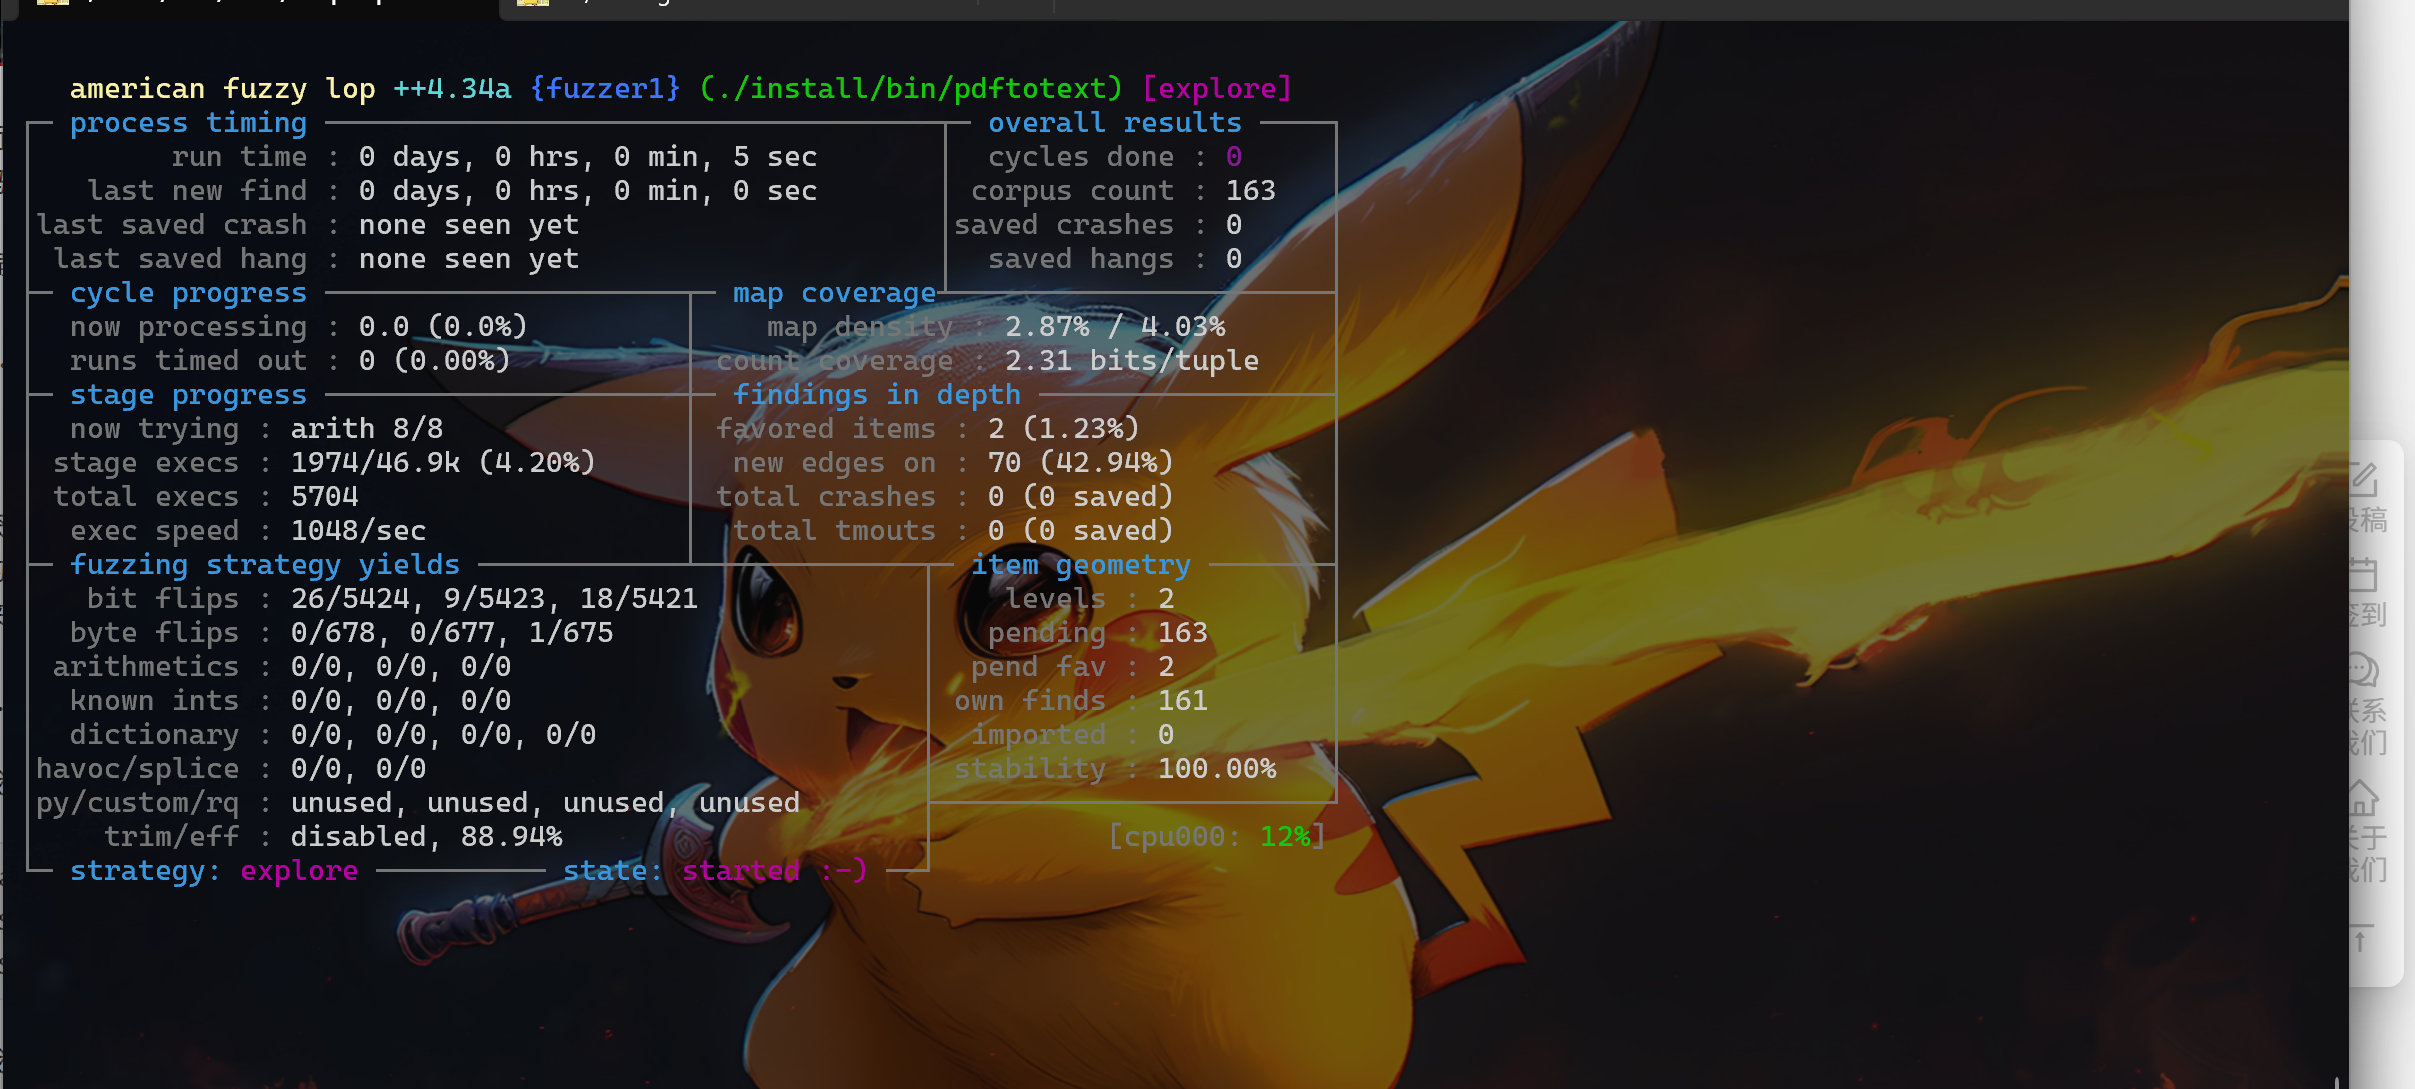 american fuzzy lop ++4.34a {fuzzer1} (./install/bin/pdftotext) [explore]
process timing
overall results
run time : 0 days, 0 hrs, 0 min, 5 sec
cycles done : 0
last new find : 0 days, 0 hrs, 0 min, 0 sec
corpus count : 163
last saved crash : none seen yet
saved crashes : 0
last saved hang : none seen yet
saved hangs : 0
cycle progress
map coverage
now processing : 0.0 (0.0%)
map density : 2.87% / 4.03%
runs timed out : 0 (0.00%)
count coverage : 2.31 bits/tuple
stage progress
findings in depth
now trying : arith 8/8
favored items : 2 (1.23%)
stage execs : 1974/46.9k (4.20%)
new edges on : 70 (42.94%)
total execs : 5704
total crashes : 0 (0 saved)
exec speed : 1048/sec
total tmouts : 0 (0 saved)
fuzzing strategy yields
item geometry
bit flips : 26/5424, 9/5423, 18/5421
levels : 2
byte flips : 0/678, 0/677, 1/675
pending : 163
arithmetics : 0/0, 0/0, 0/0
pend fav : 2
known ints : 0/0, 0/0, 0/0
own finds : 161
dictionary : 0/0, 0/0, 0/0, 0/0
imported : 0
havoc/splice : 0/0, 0/0
stability : 100.00%
py/custom/rq : unused, unused, unused, unused
trim/eff : disabled, 88.94%
[cpu000: 12%]
strategy: explore
state: started :-)
稿
到
系
们
于
们